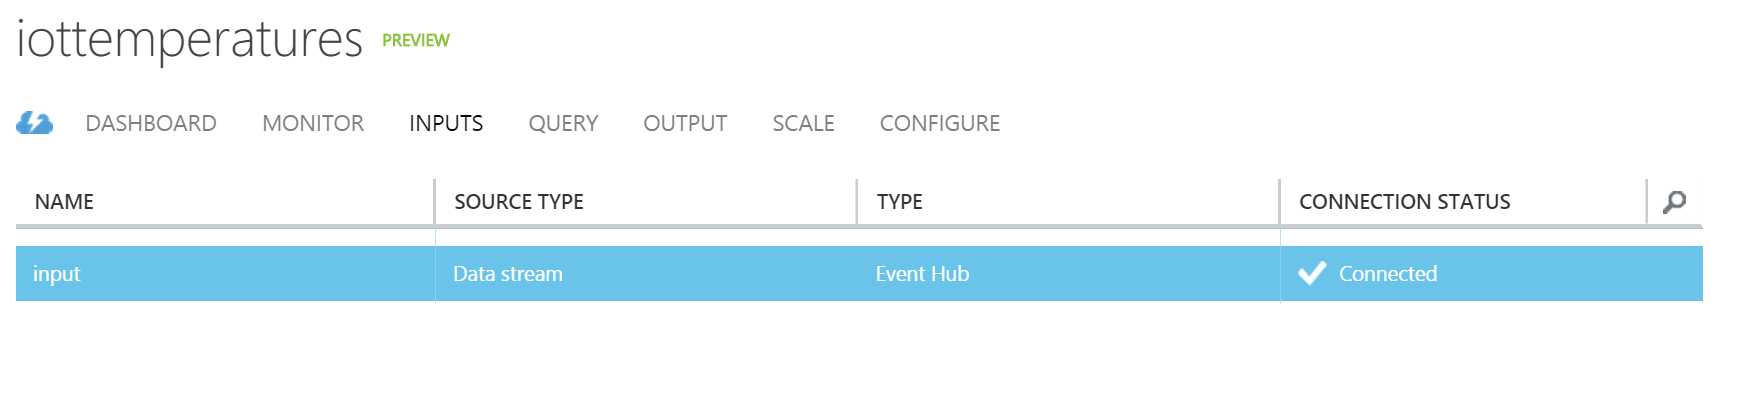 iottemperatures PREVIEW
DASHBOARD MONITOR INPUTS QUERY OUTPUT SCALE CONFIGURE
NAME SOURCE TYPE TYPE CONNECTION STATUS
input Data stream Event Hub Connected